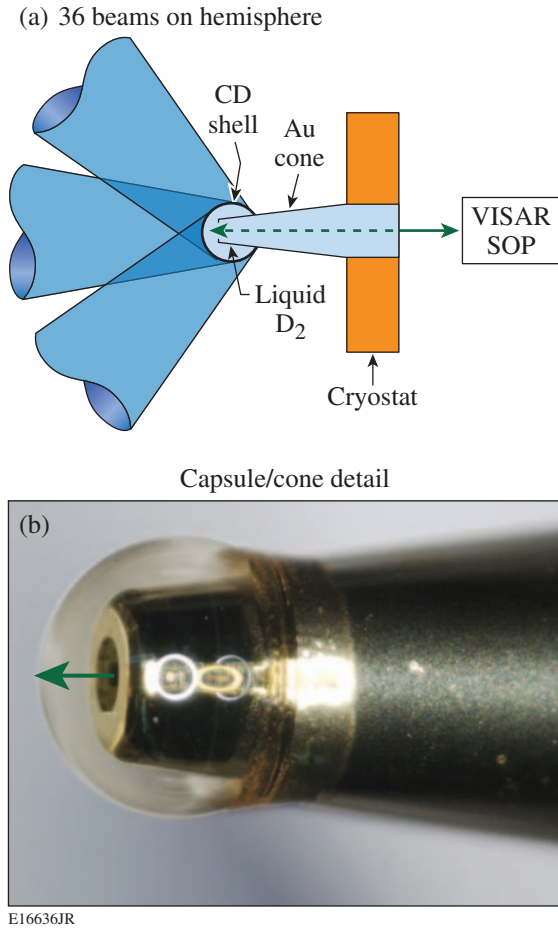 (a) 36 beams on hemisphere
CD
shell
Au
cone
VISAR
SOP
Liquid
D2
Cryostat
Capsule/cone detail
(b)
E16636JR